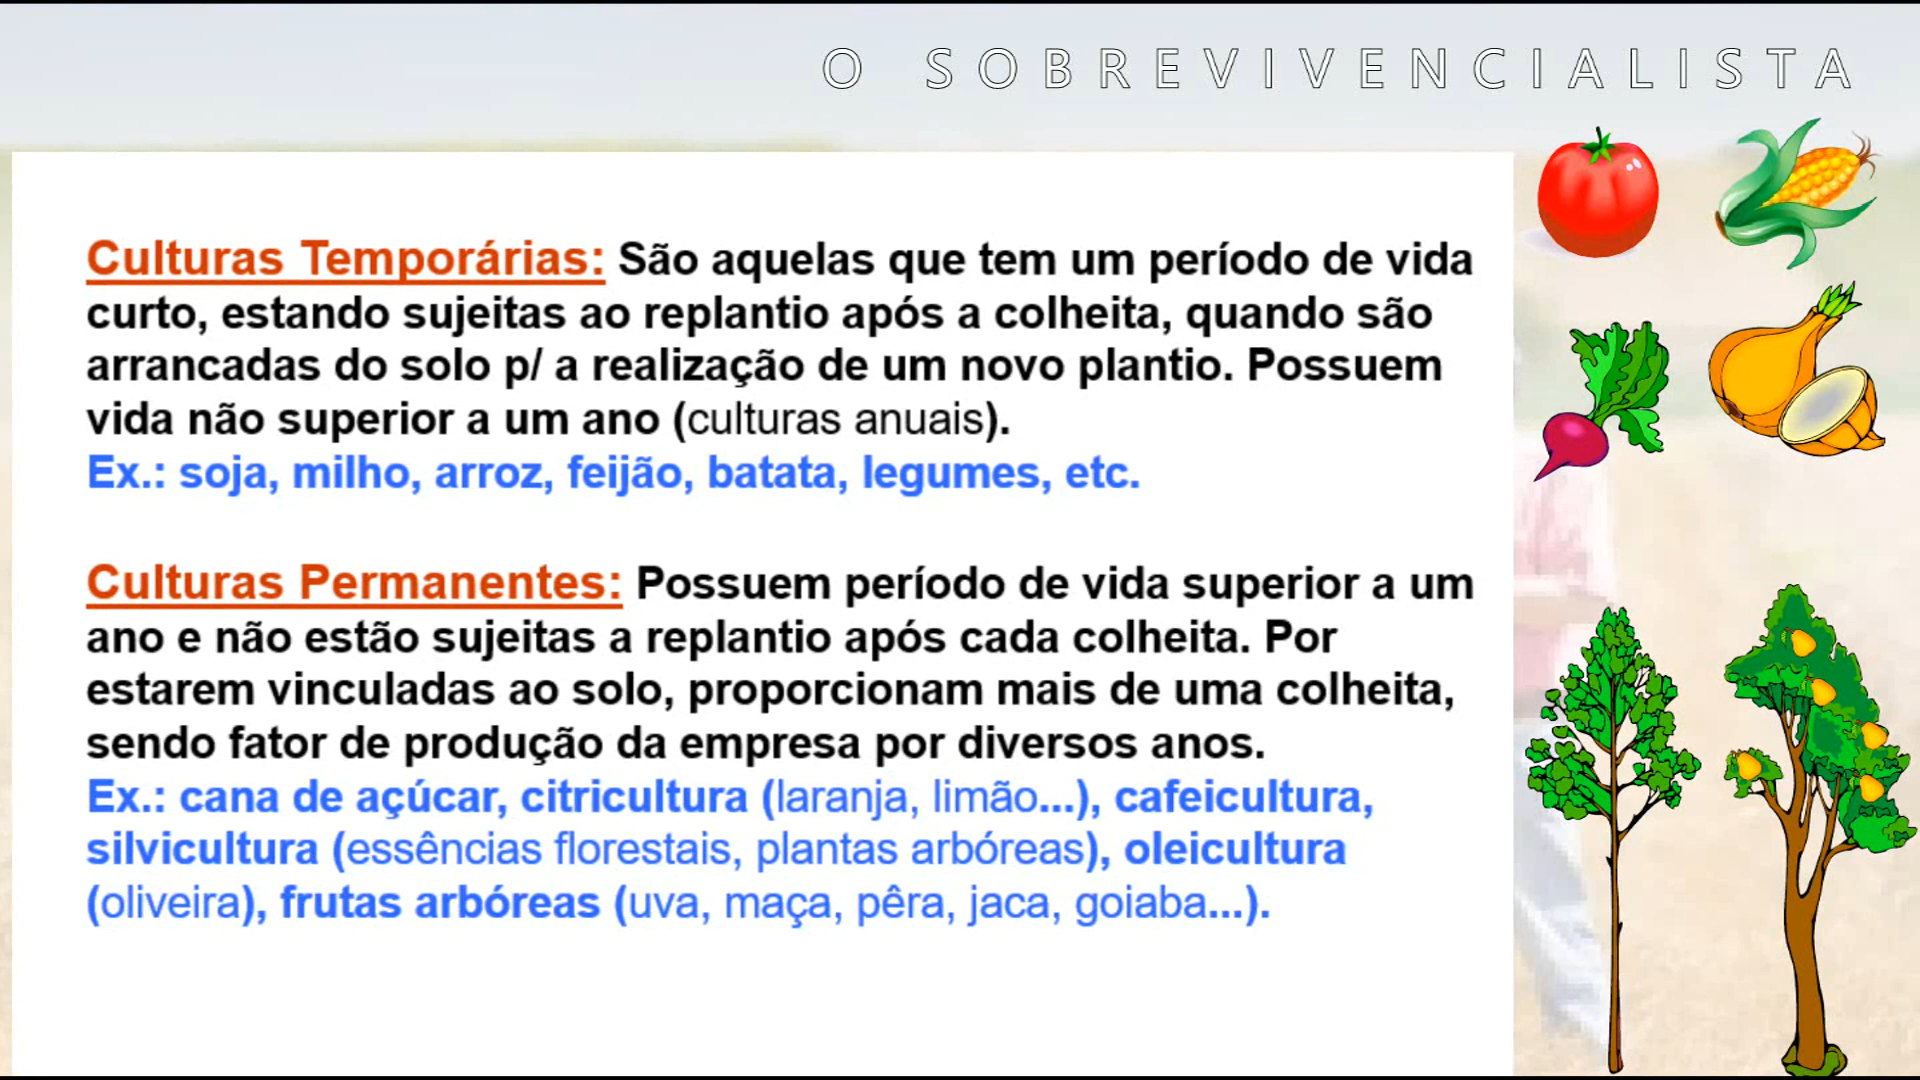 O SOBREVIVENCIALISTA
Culturas Temporárias: São aquelas que tem um período de vida
curto, estando sujeitas ao replantio após a colheita, quando são
arrancadas do solo p/ a realização de um novo plantio. Possuem
vida não superior a um ano (culturas anuais).
Ex.: soja, milho, arroz, feijão, batata, legumes, etc.
Culturas Permanentes: Possuem período de vida superior a um
ano e não estão sujeitas a replantio após cada colheita. Por
estarem vinculadas ao solo, proporcionam mais de uma colheita,
sendo fator de produção da empresa por diversos anos.
Ex.: cana de açúcar, citricultura (laranja, limão...), cafeicultura,
silvicultura (essências florestais, plantas arbóreas), oleicultura
(oliveira), frutas arbóreas (uva, maça, pêra, jaca, goiaba...).